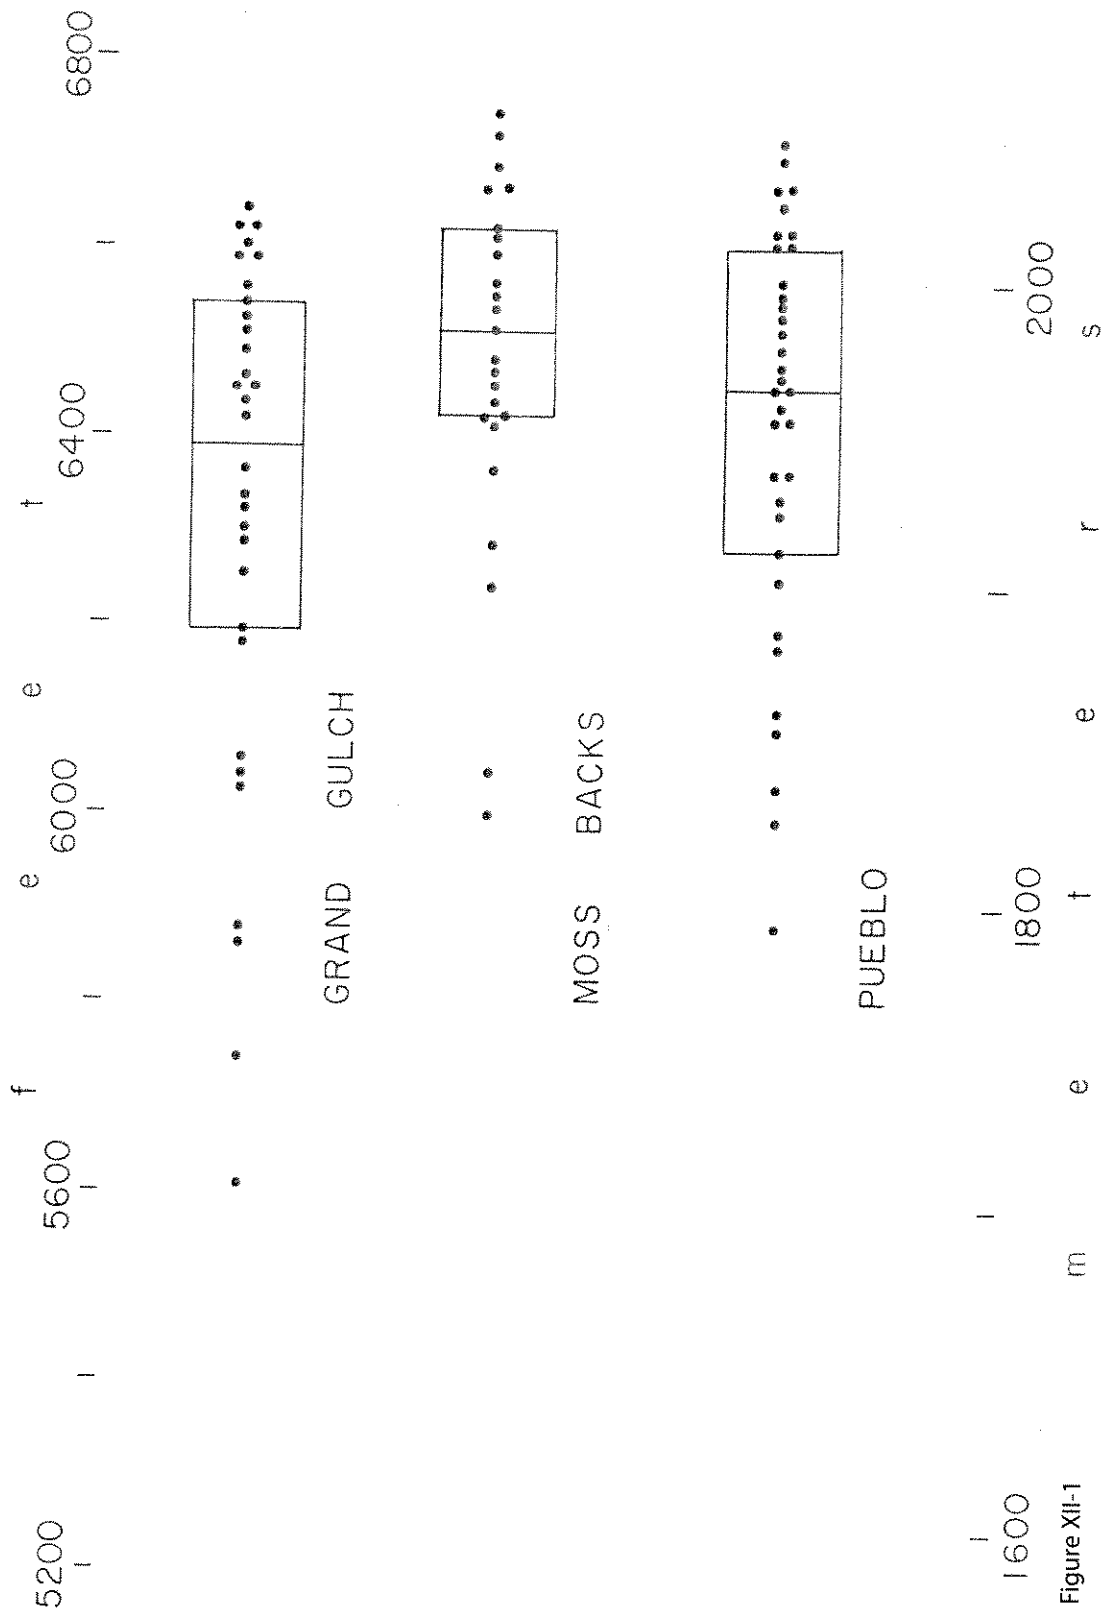 f e e t
5200 5600 6000 6400 6800
GRAND GULCH
MOSS BACKS
PUEBLO
1600 1800 2000
m e t e r s
Figure XII-1